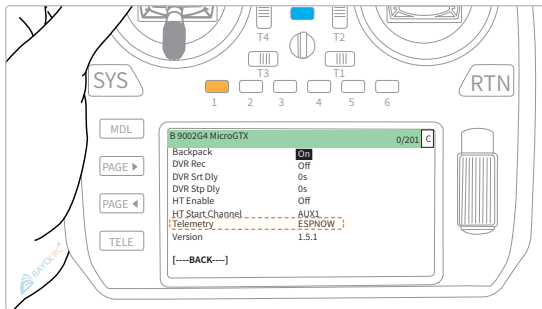 T4
T2
T3
T1
SYS
RTN
1 2 3 4 5 6
MDL
PAGE ▶
PAGE ◀
TELE
B 9002G4 MicroGTX 0/201 C
Backpack On
DVR Rec Off
DVR Srt Dly 0s
DVR Stp Dly 0s
HT Enable Off
HT Start Channel AUX1
Telemetry ESPNOW
Version 1.5.1
[----BACK----]
BAYCK RC®